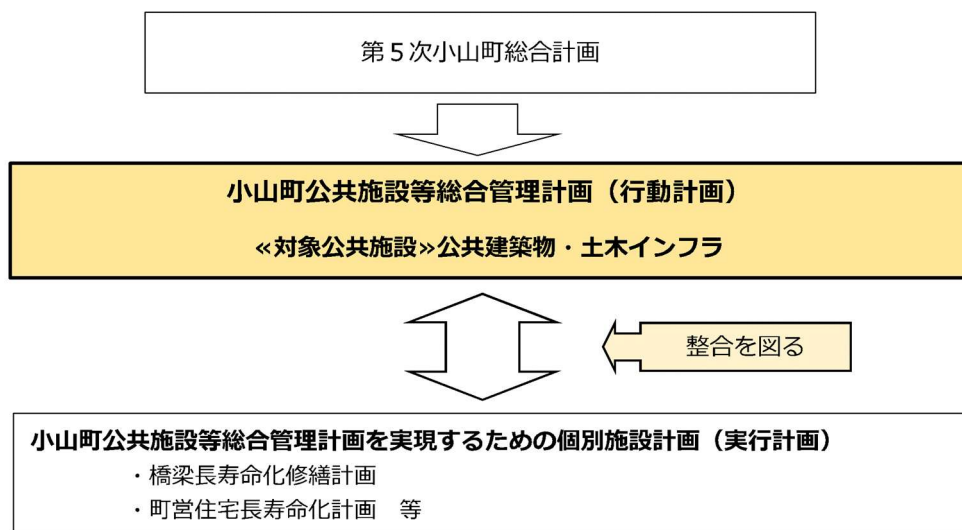 第５次小山町総合計画
小山町公共施設等総合管理計画（行動計画）
≪対象公共施設≫公共建築物・土木インフラ
整合を図る
小山町公共施設等総合管理計画を実現するための個別施設計画（実行計画）
・橋梁長寿命化修繕計画
・町営住宅長寿命化計画　等